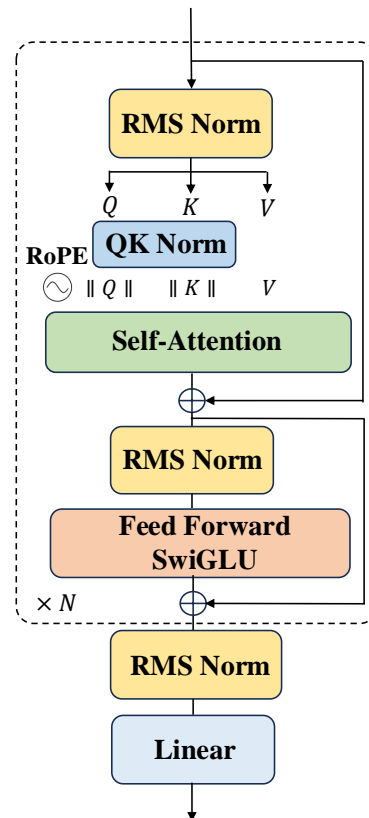 RMS Norm
Q K V
QK Norm
RoPE
‖ Q ‖ ‖ K ‖ V
Self-Attention
RMS Norm
Feed Forward
SwiGLU
× N
RMS Norm
Linear